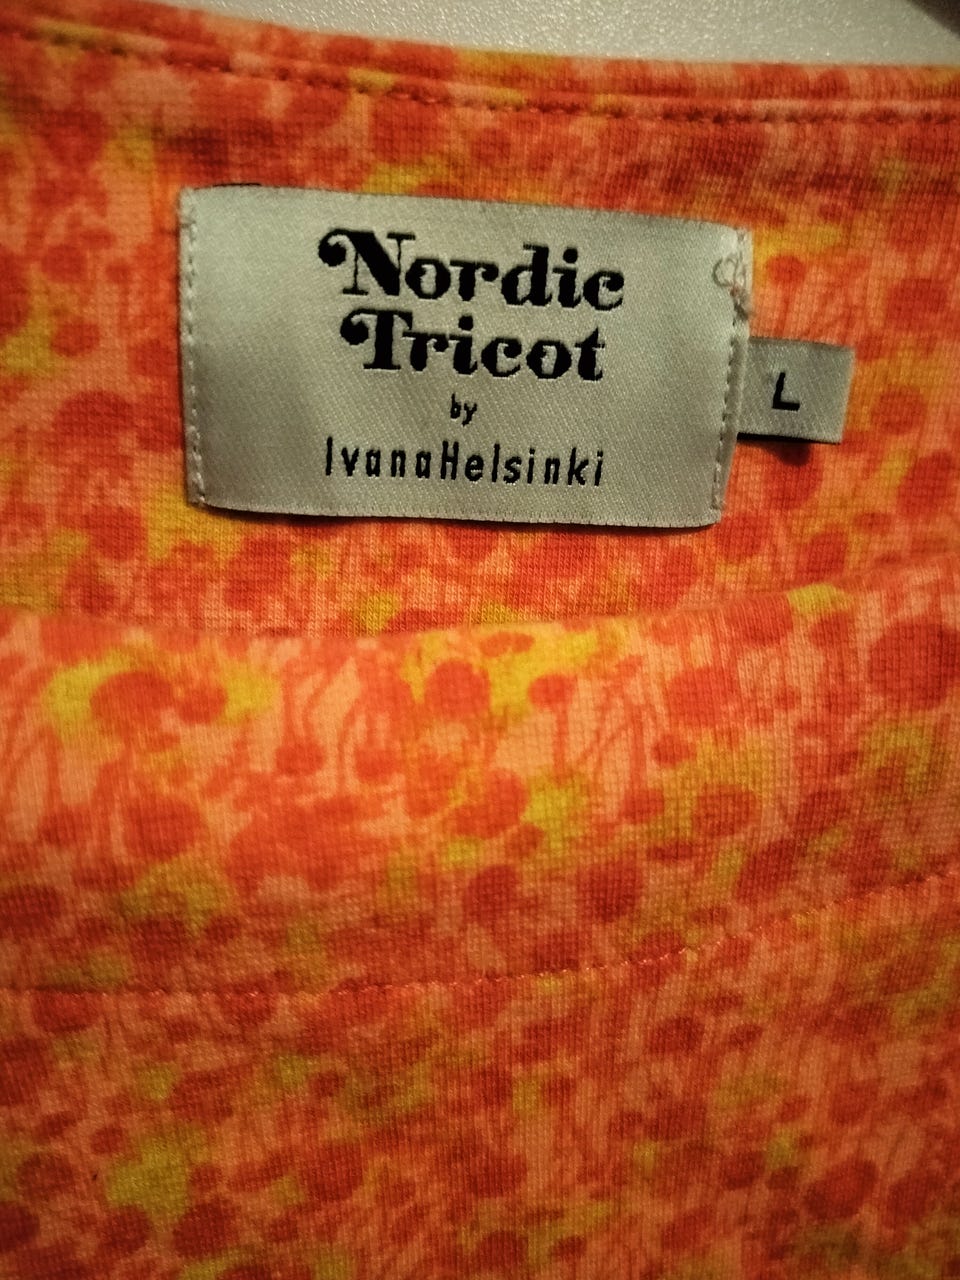 Nordic
Tricot
by
IvanaHelsinki
L